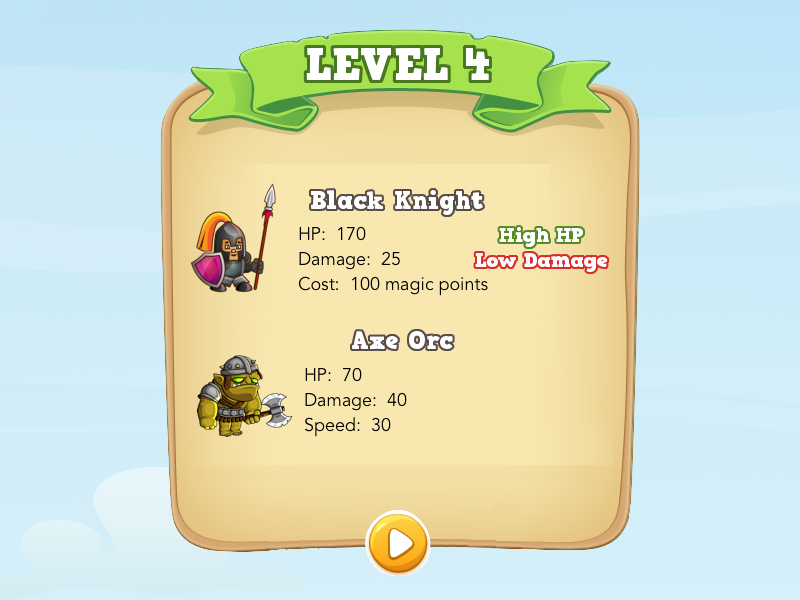 LEVEL 4
Black Knight
HP: 170
High HP
Damage: 25
Low Damage
Cost: 100 magic points
Axe Orc
HP: 70
Damage: 40
Speed: 30